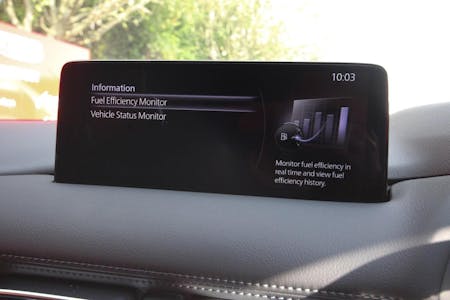 10:03
Information
Fuel Efficiency Monitor
Vehicle Status Monitor
Monitor fuel efficiency in
real time and view fuel
efficiency history.